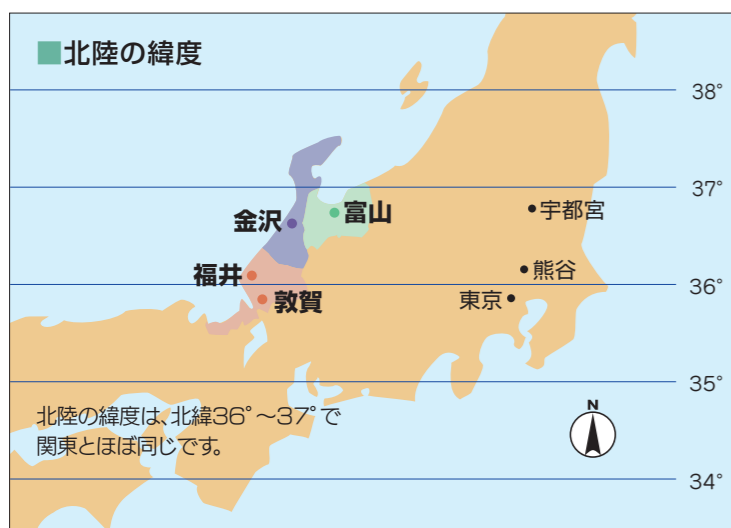 北陸の緯度
38°
37°
金沢
富山
宇都宮
福井
熊谷
36°
敦賀
東京
35°
北陸の緯度は、北緯36°〜37°で
関東とほぼ同じです。
N
34°